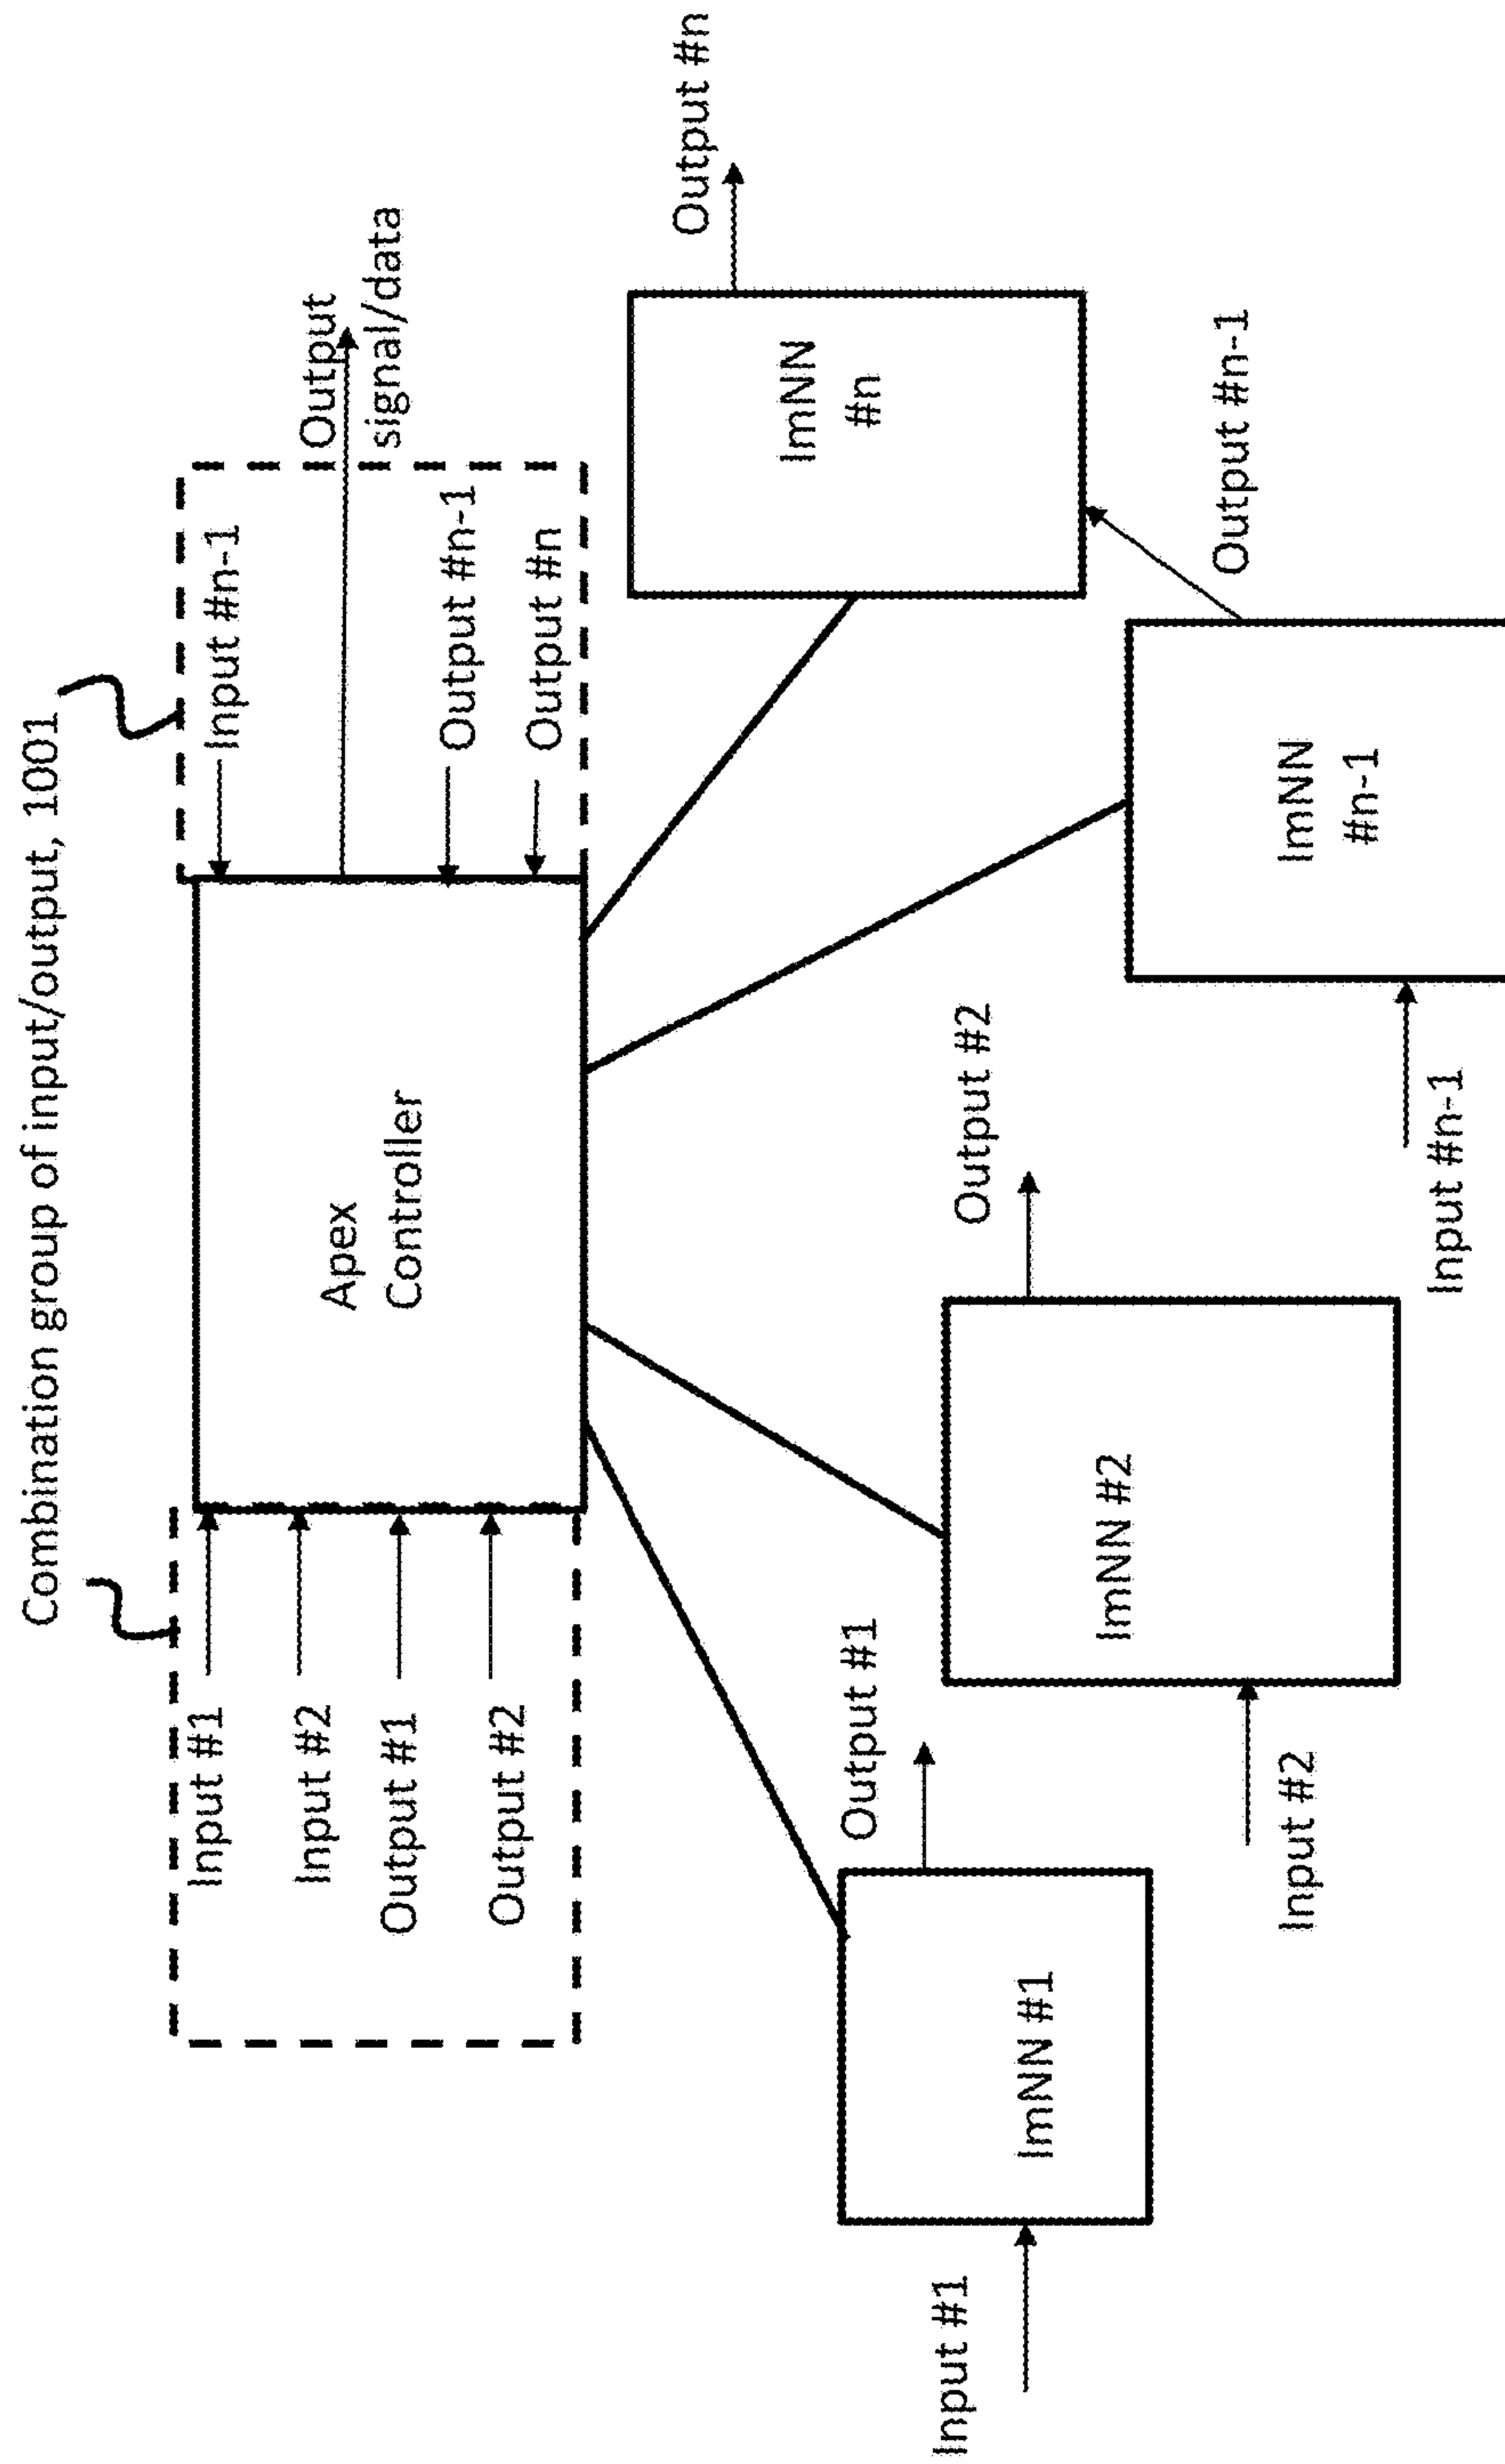 Combination group of input/output, 1001
Input #1
Input #2
Output #1
Output #2
Apex
Controller
Input #n-1
Output
signal/data
Output #n-1
Output #n
Input #1
ImNN #1
Output #1
Input #2
ImNN #2
Output #2
Input #n-1
ImNN
#n-1
Output #n-1
ImNN
#n
Output #n